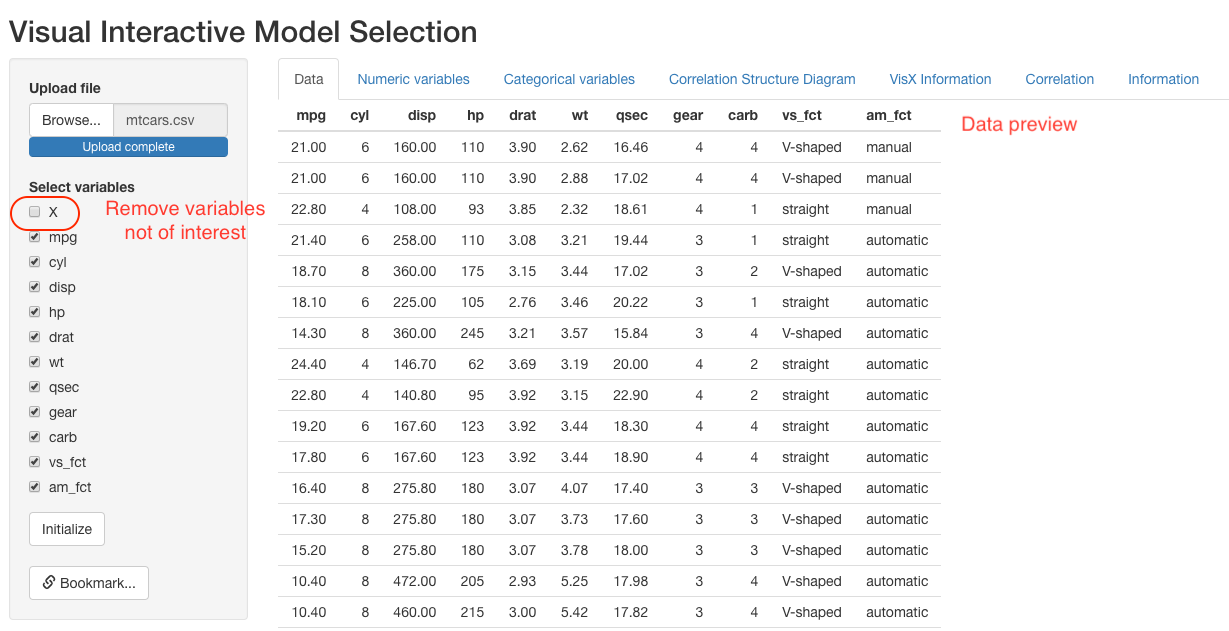 Visual Interactive Model Selection
Upload file
Browse... mtcars.csv
Upload complete
Select variables
X
Remove variables
not of interest
mpg
cyl
disp
hp
drat
wt
qsec
gear
carb
vs_fct
am_fct
Initialize
Bookmark...
Data Numeric variables Categorical variables Correlation Structure Diagram VisX Information Correlation Information
mpg cyl disp hp drat wt qsec gear carb vs_fct am_fct
Data preview
21.00 6 160.00 110 3.90 2.62 16.46 4 4 V-shaped manual
21.00 6 160.00 110 3.90 2.88 17.02 4 4 V-shaped manual
22.80 4 108.00 93 3.85 2.32 18.61 4 1 straight manual
21.40 6 258.00 110 3.08 3.21 19.44 3 1 straight automatic
18.70 8 360.00 175 3.15 3.44 17.02 3 2 V-shaped automatic
18.10 6 225.00 105 2.76 3.46 20.22 3 1 straight automatic
14.30 8 360.00 245 3.21 3.57 15.84 3 4 V-shaped automatic
24.40 4 146.70 62 3.69 3.19 20.00 4 2 straight automatic
22.80 4 140.80 95 3.92 3.15 22.90 4 2 straight automatic
19.20 6 167.60 123 3.92 3.44 18.30 4 4 straight automatic
17.80 6 167.60 123 3.92 3.44 18.90 4 4 straight automatic
16.40 8 275.80 180 3.07 4.07 17.40 3 3 V-shaped automatic
17.30 8 275.80 180 3.07 3.73 17.60 3 3 V-shaped automatic
15.20 8 275.80 180 3.07 3.78 18.00 3 3 V-shaped automatic
10.40 8 472.00 205 2.93 5.25 17.98 3 4 V-shaped automatic
10.40 8 460.00 215 3.00 5.42 17.82 3 4 V-shaped automatic